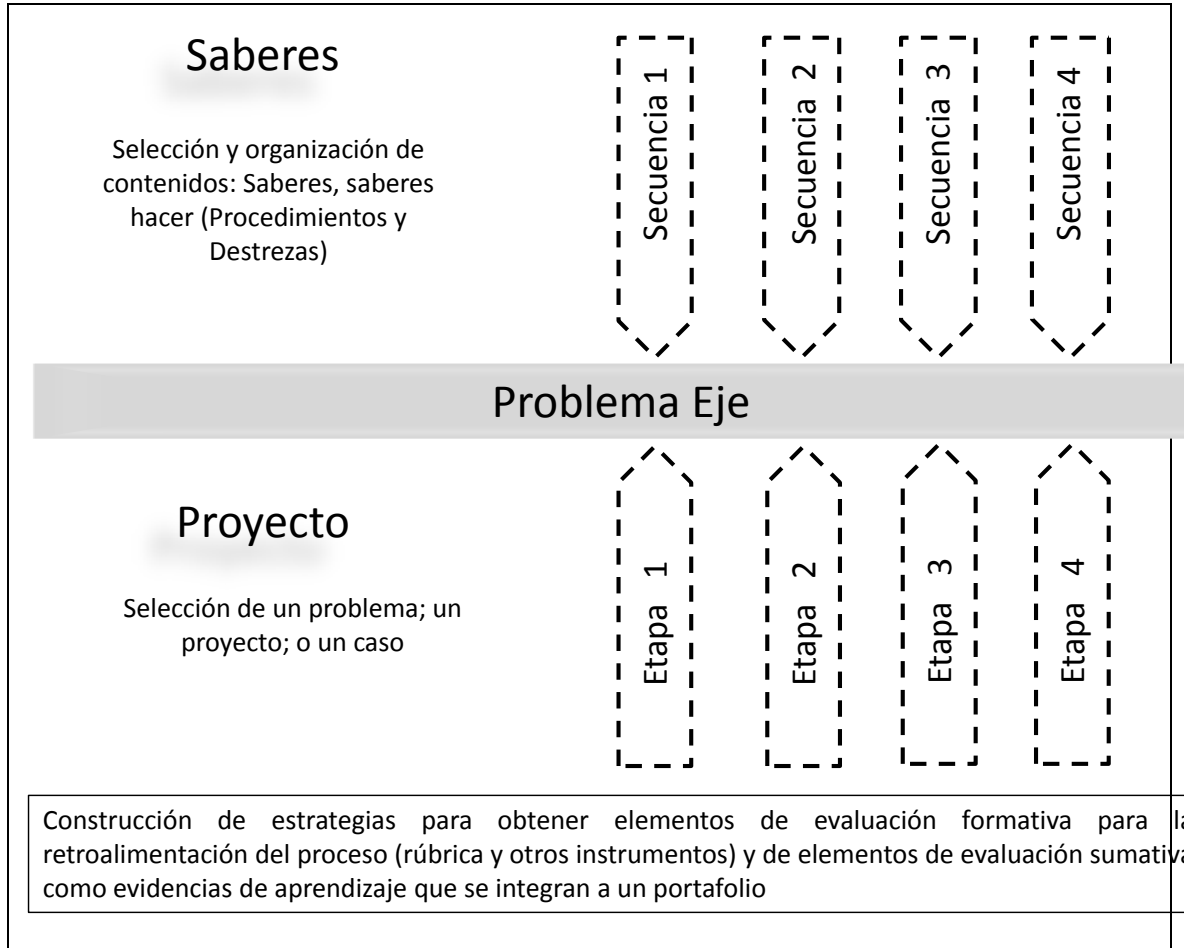 Saberes
Selección y organización de
contenidos: Saberes, saberes
hacer (Procedimientos y
Destrezas)
Secuencia 1
Secuencia 2
Secuencia 3
Secuencia 4
Problema Eje
Proyecto
Selección de un problema; un
proyecto; o un caso
Etapa 1
Etapa 2
Etapa 3
Etapa 4
Construcción de estrategias para obtener elementos de evaluación formativa para la
retroalimentación del proceso (rúbrica y otros instrumentos) y de elementos de evaluación sumativa
como evidencias de aprendizaje que se integran a un portafolio